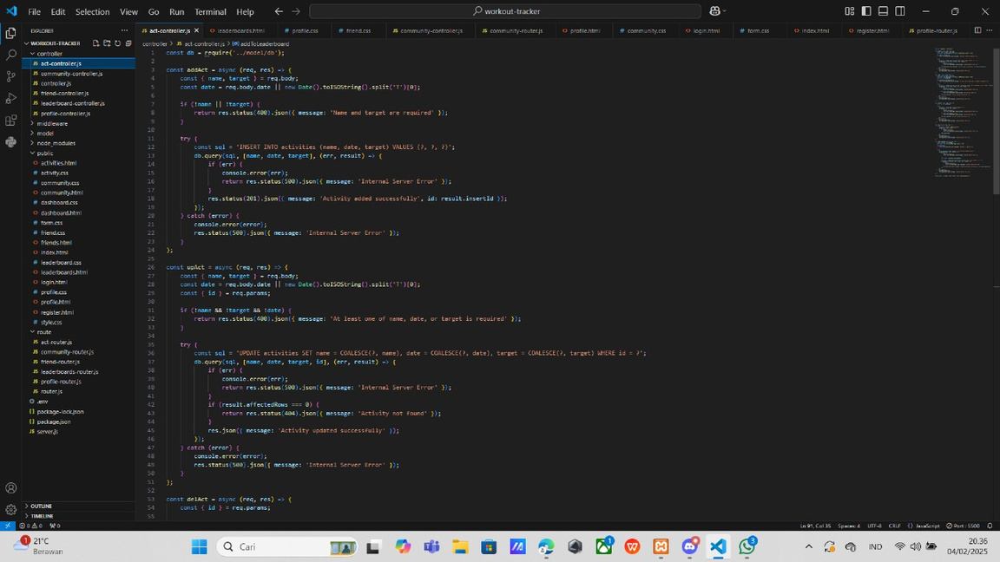 File Edit Selection View Go Run Terminal Help
workout-tracker
EXPLORER
WORKOUT-TRACKER
controller
act-controller.js
community-controller.js
controller.js
friend-controller.js
leaderboard-controller.js
profile-controller.js
middleware
model
node_modules
public
activities.html
activity.css
community.css
community.html
dashboard.css
dashboard.html
form.css
friend.css
friends.html
index.html
leaderboard.css
leaderboards.html
login.html
profile.css
profile.html
register.html
style.css
route
act-router.js
community-router.js
friend-router.js
leaderboards-router.js
profile-router.js
router.js
.env
package-lock.json
package.json
server.js
OUTLINE
TIMELINE
act-controller.js leaderboards.html profile.css friend.css community-controller.js community-router.js profile.html community.css login.html form.css index.html register.html profile-router.js
controller > act-controller.js > addToLeaderboard
1 const db = require('../model/db');
2
3 const addAct = async (req, res) => {
4 const { name, target } = req.body;
5 const date = req.body.date || new Date().toISOString().split('T')[0];
6
7 if (!name || !target) {
8 return res.status(400).json({ message: 'Name and target are required' });
9 }
10
11 try {
12 const sql = 'INSERT INTO activities (name, date, target) VALUES (?, ?, ?)';
13 db.query(sql, [name, date, target], (err, result) => {
14 if (err) {
15 console.error(err);
16 return res.status(500).json({ message: 'Internal Server Error' });
17 }
18 res.status(201).json({ message: 'Activity added successfully', id: result.insertId });
19 });
20 } catch (error) {
21 console.error(error);
22 res.status(500).json({ message: 'Internal Server Error' });
23 }
24 };
25
26 const upAct = async (req, res) => {
27 const { name, target } = req.body;
28 const date = req.body.date || new Date().toISOString().split('T')[0];
29 const { id } = req.params;
30
31 if (!name && !target && !date) {
32 return res.status(400).json({ message: 'At least one of name, date, or target is required' });
33 }
34
35 try {
36 const sql = 'UPDATE activities SET name = COALESCE(?, name), date = COALESCE(?, date), target = COALESCE(?, target) WHERE id = ?';
37 db.query(sql, [name, date, target, id], (err, result) => {
38 if (err) {
39 console.error(err);
40 return res.status(500).json({ message: 'Internal Server Error' });
41 }
42 if (result.affectedRows === 0) {
43 return res.status(404).json({ message: 'Activity not found' });
44 }
45 res.json({ message: 'Activity updated successfully' });
46 });
47 } catch (error) {
48 console.error(error);
49 res.status(500).json({ message: 'Internal Server Error' });
50 }
51 };
52
53 const delAct = async (req, res) => {
54 const { id } = req.params;
55
0 0 0
Ln 91, Col 35 Spaces: 4 UTF-8 CRLF {} JavaScript Port : 5500
1
21°C
Berawan
Cari
1
3
IND
20.36
04/02/2025